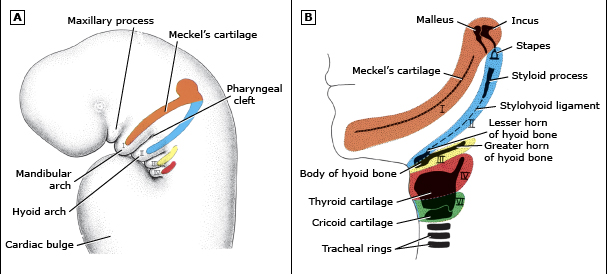 A
Maxillary process
Meckel's cartilage
Pharyngeal
cleft
Mandibular
arch
Hyoid arch
Cardiac bulge
B
Malleus
Incus
Stapes
Meckel's cartilage
Styloid process
I
Stylohyoid ligament
II
Lesser horn
of hyoid bone
Greater horn
of hyoid bone
III
Body of hyoid bone
IV
Thyroid cartilage
VI
Cricoid cartilage
Tracheal rings